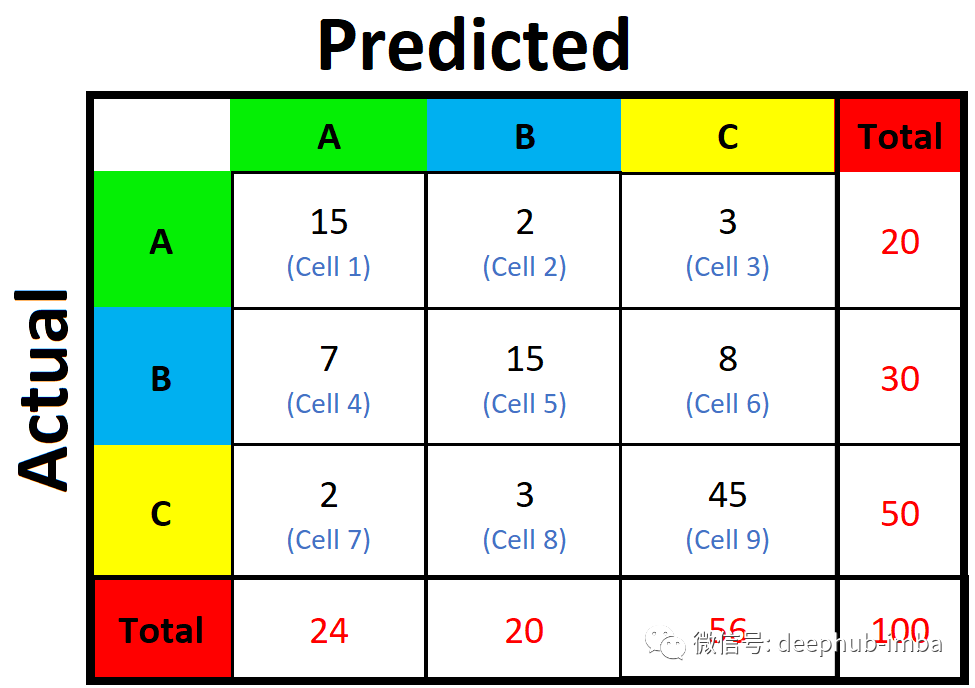 Predicted
A B C Total
Actual
A 15 2 3 20
(Cell 1) (Cell 2) (Cell 3)
B 7 15 8 30
(Cell 4) (Cell 5) (Cell 6)
C 2 3 45 50
(Cell 7) (Cell 8) (Cell 9)
Total 24 20 56 100
微信号: deephub-imba